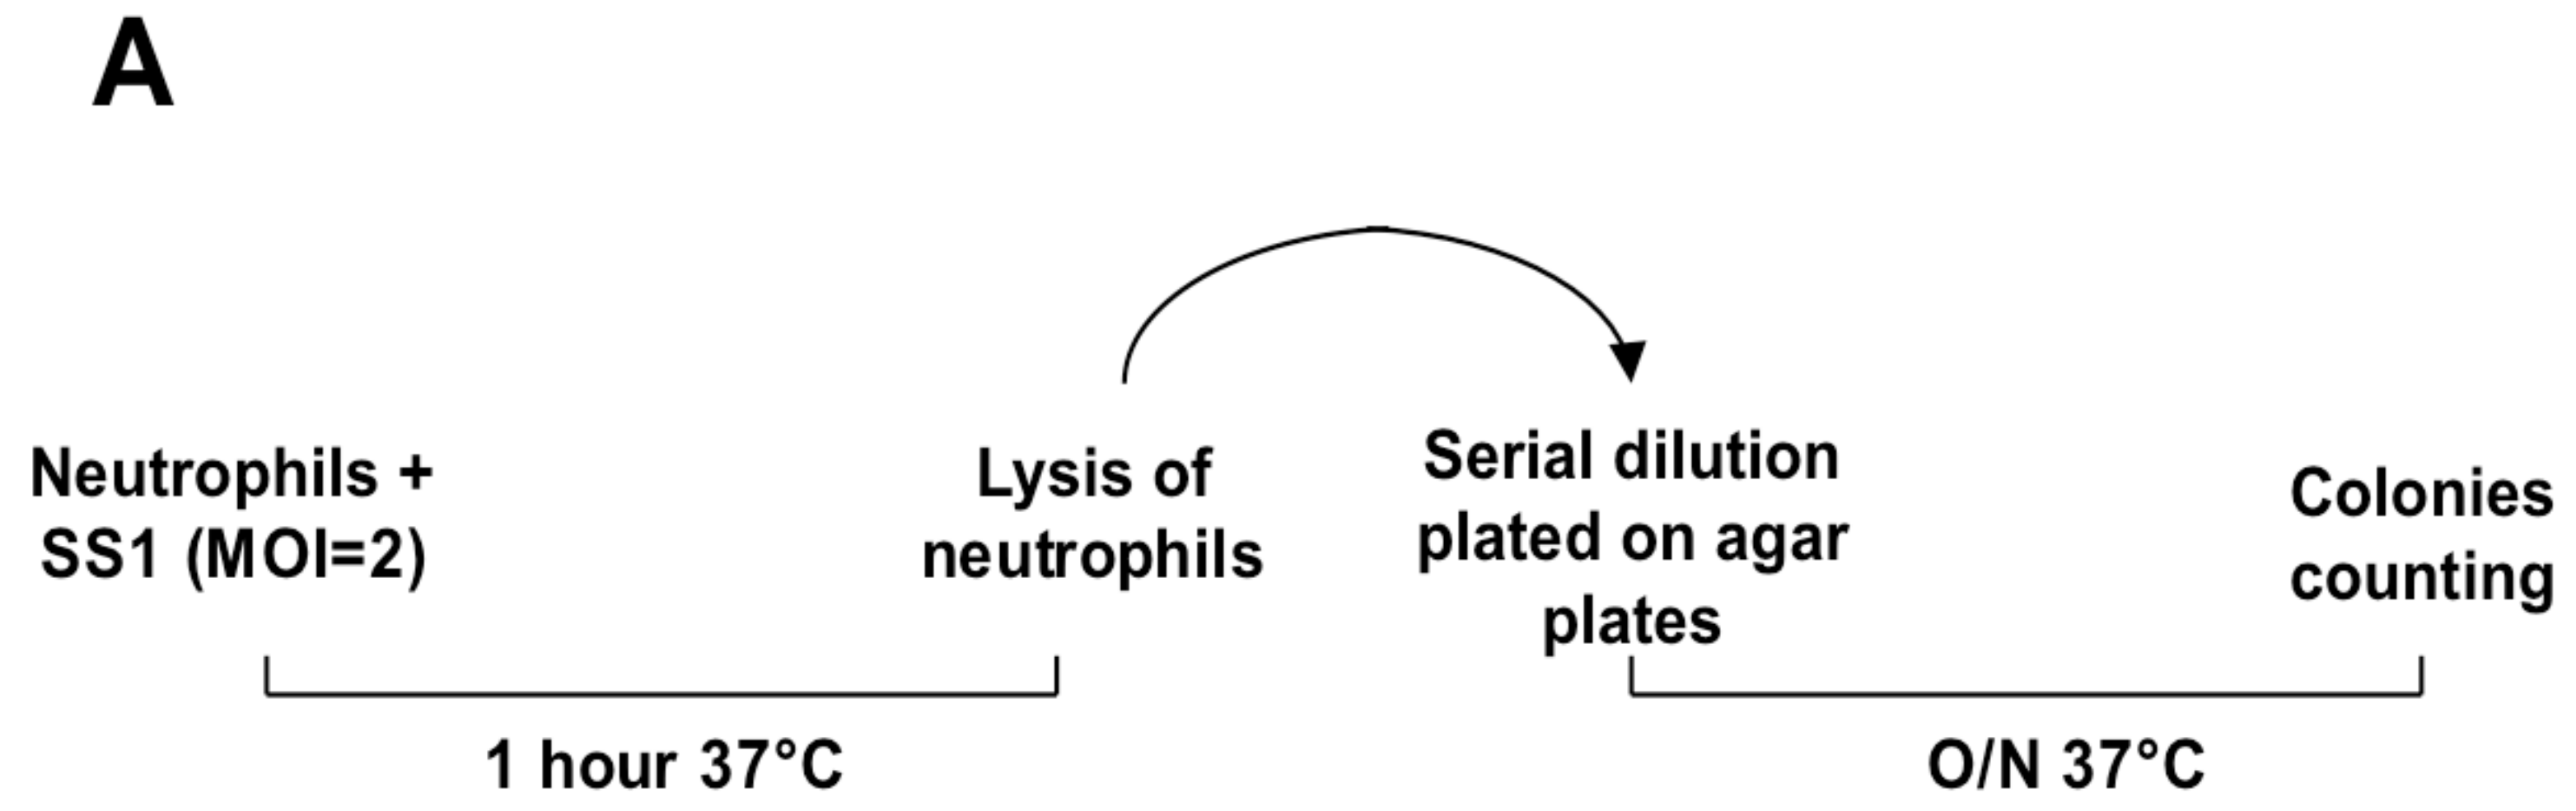 A
Neutrophils +
SS1 (MOI=2)
Lysis of
neutrophils
Serial dilution
plated on agar
plates
Colonies
counting
1 hour 37°C
O/N 37°C